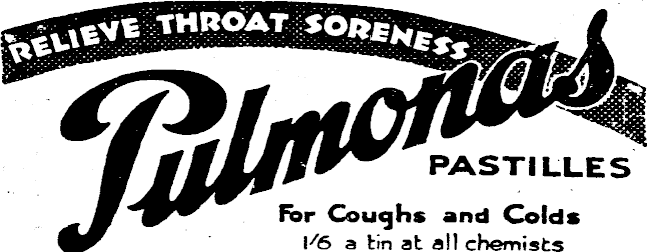 RELIEVE THROAT SORENESS
Pulmonas
PASTILLES
For Coughs and Colds
1/6 a tin at all chemists